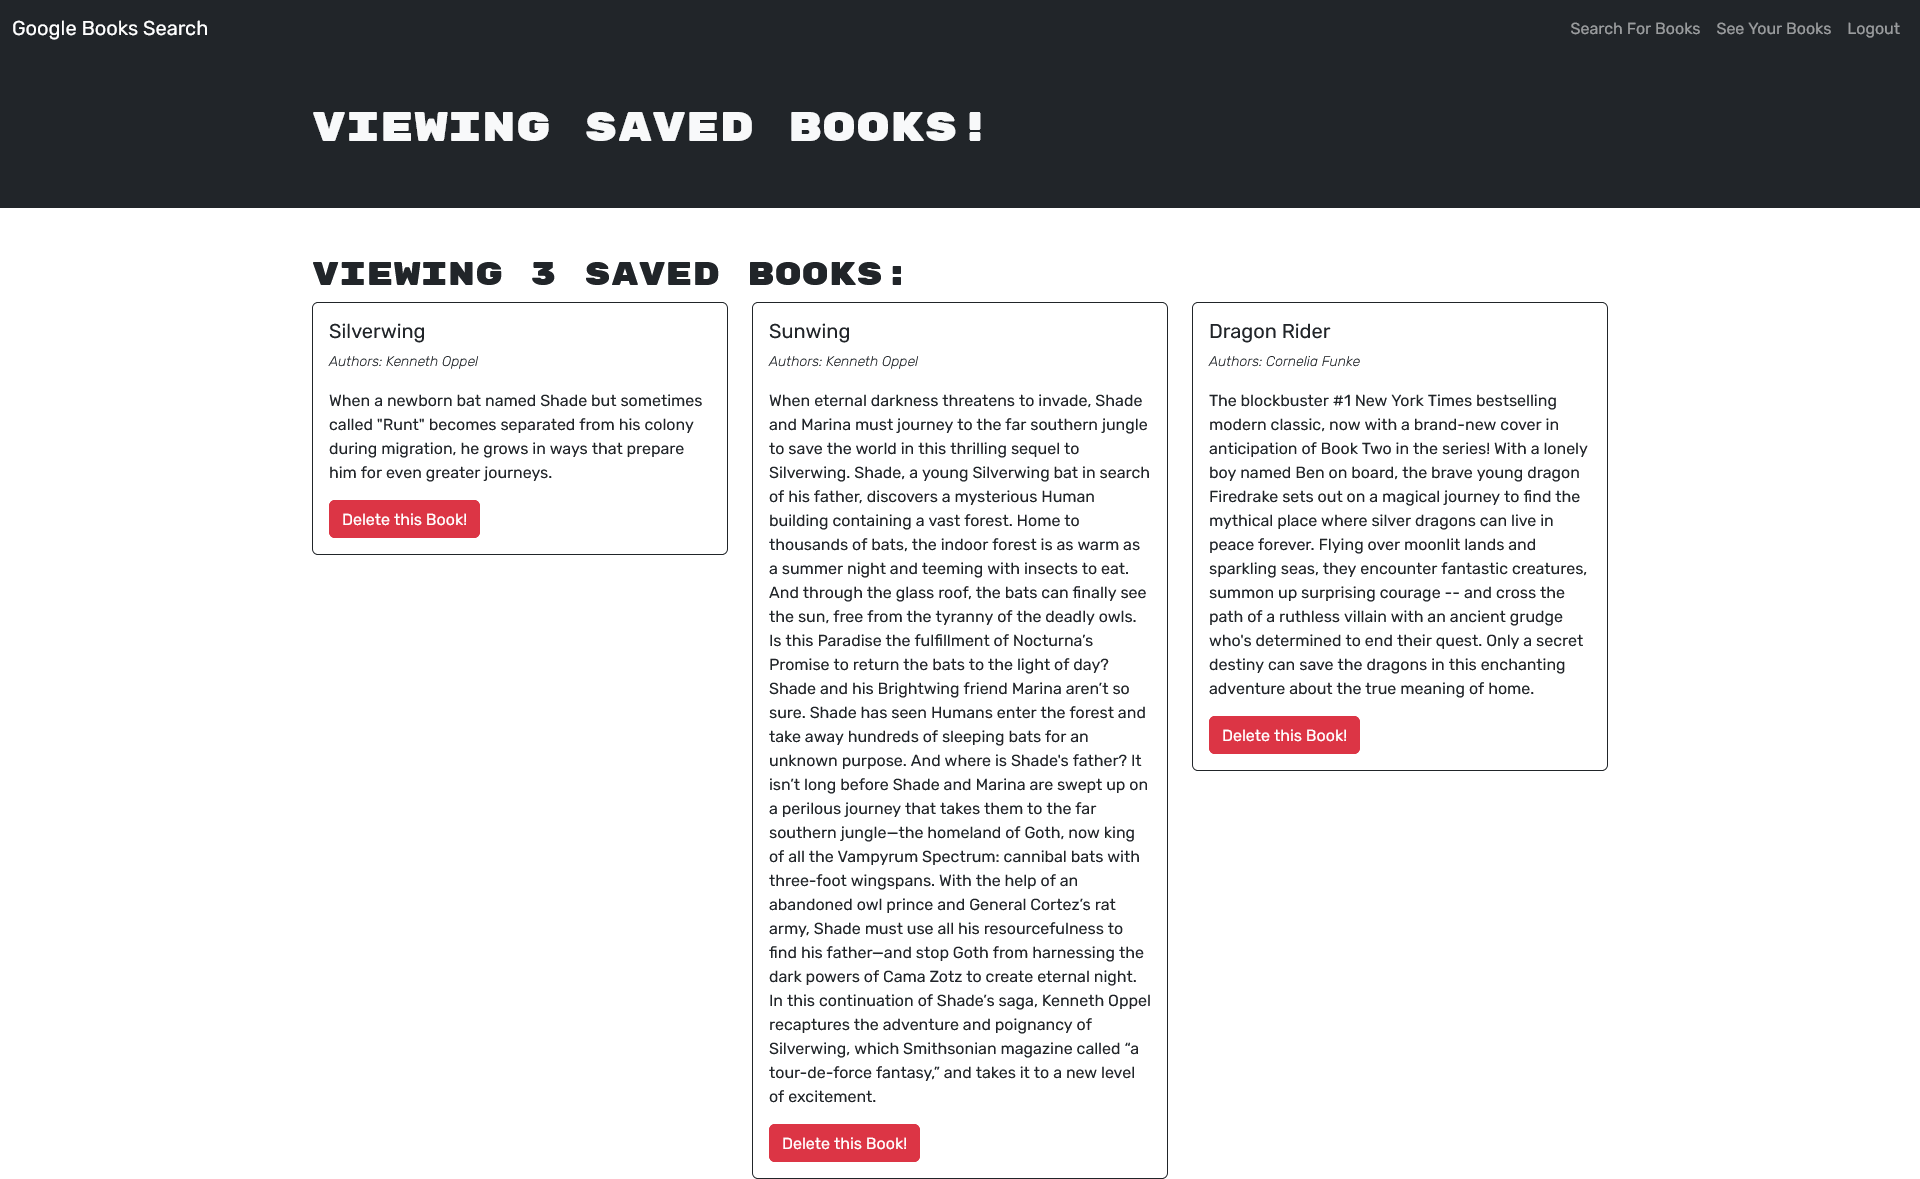 Google Books Search
Search For Books See Your Books Logout
VIEWING SAVED BOOKS!
VIEWING 3 SAVED BOOKS:
Silverwing
Authors: Kenneth Oppel
When a newborn bat named Shade but sometimes
called "Runt" becomes separated from his colony
during migration, he grows in ways that prepare
him for even greater journeys.
Delete this Book!
Sunwing
Authors: Kenneth Oppel
When eternal darkness threatens to invade, Shade
and Marina must journey to the far southern jungle
to save the world in this thrilling sequel to
Silverwing. Shade, a young Silverwing bat in search
of his father, discovers a mysterious Human
building containing a vast forest. Home to
thousands of bats, the indoor forest is as warm as
a summer night and teeming with insects to eat.
And through the glass roof, the bats can finally see
the sun, free from the tyranny of the deadly owls.
Is this Paradise the fulfillment of Nocturna’s
Promise to return the bats to the light of day?
Shade and his Brightwing friend Marina aren’t so
sure. Shade has seen Humans enter the forest and
take away hundreds of sleeping bats for an
unknown purpose. And where is Shade's father? It
isn’t long before Shade and Marina are swept up on
a perilous journey that takes them to the far
southern jungle—the homeland of Goth, now king
of all the Vampyrum Spectrum: cannibal bats with
three-foot wingspans. With the help of an
abandoned owl prince and General Cortez’s rat
army, Shade must use all his resourcefulness to
find his father—and stop Goth from harnessing the
dark powers of Cama Zotz to create eternal night.
In this continuation of Shade’s saga, Kenneth Oppel
recaptures the adventure and poignancy of
Silverwing, which Smithsonian magazine called “a
tour-de-force fantasy,” and takes it to a new level
of excitement.
Delete this Book!
Dragon Rider
Authors: Cornelia Funke
The blockbuster #1 New York Times bestselling
modern classic, now with a brand-new cover in
anticipation of Book Two in the series! With a lonely
boy named Ben on board, the brave young dragon
Firedrake sets out on a magical journey to find the
mythical place where silver dragons can live in
peace forever. Flying over moonlit lands and
sparkling seas, they encounter fantastic creatures,
summon up surprising courage -- and cross the
path of a ruthless villain with an ancient grudge
who's determined to end their quest. Only a secret
destiny can save the dragons in this enchanting
adventure about the true meaning of home.
Delete this Book!